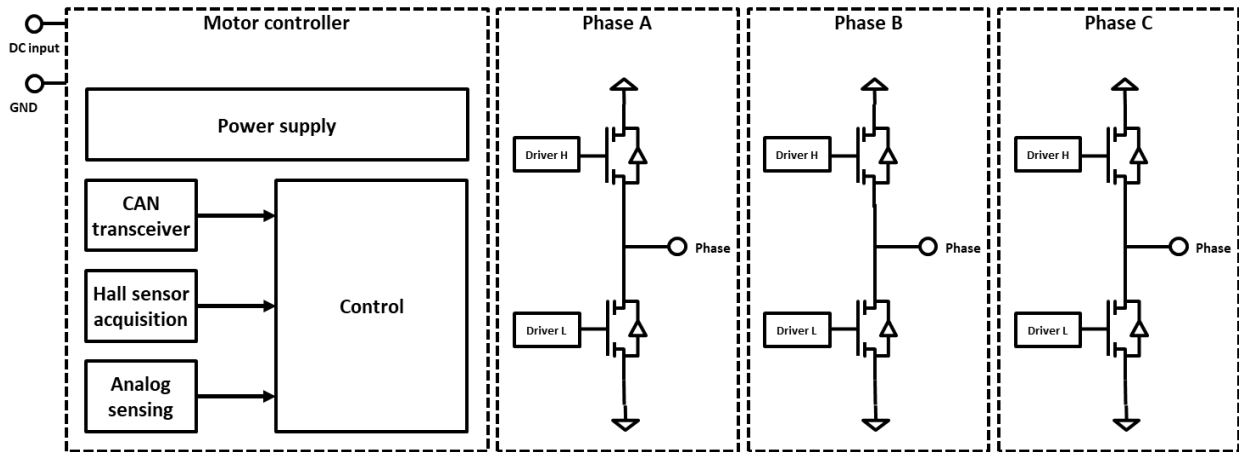 DC input
GND
Motor controller
Power supply
CAN
transceiver
Hall sensor
acquisition
Analog
sensing
Control
Phase A
Driver H
Phase
Driver L
Phase B
Driver H
Phase
Driver L
Phase C
Driver H
Phase
Driver L